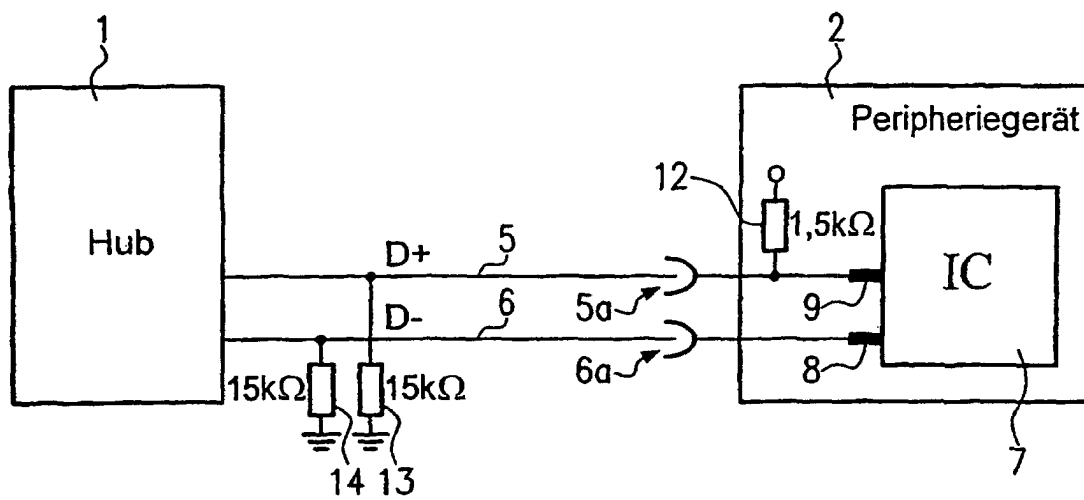 1
2
Peripheriegerät
12
1,5kΩ
Hub
D+
5
5a
9
IC
D-
6
6a
8
15kΩ
15kΩ
14
13
7